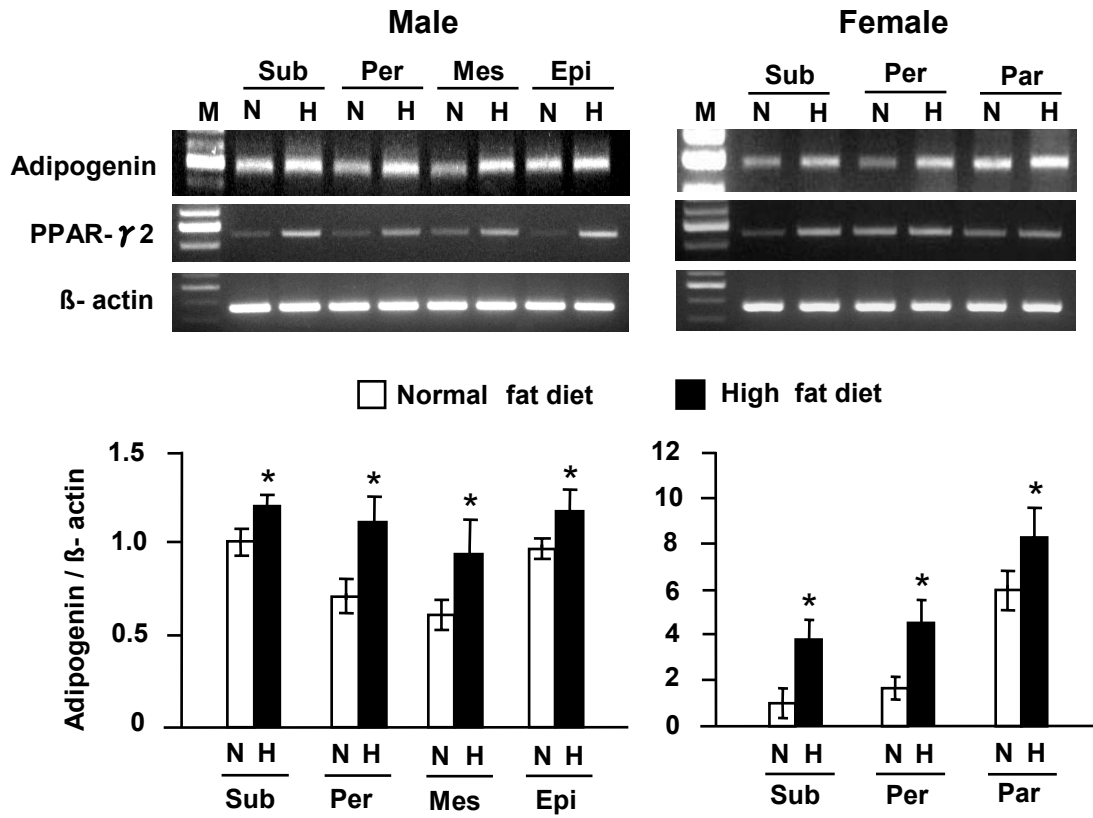 Male Female
Sub Per Mes Epi Sub Per Par
M N H N H N H N H M N H N H N H
Adipogenin
PPAR-γ2
ß- actin
Normal fat diet High fat diet
Adipogenin / ß- actin
1.5
1.0
0.5
0
* * * *
N H N H N H N H
Sub Per Mes Epi
12
10
8
6
4
2
0
* * *
N H N H N H
Sub Per Par